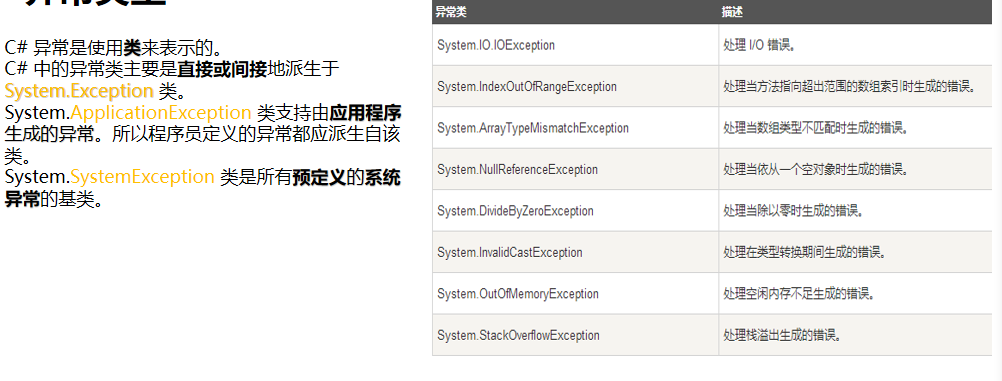 C# 异常是使用类来表示的。
C# 中的异常类主要是直接或间接地派生于
System.Exception 类。
System.ApplicationException 类支持由应用程序
生成的异常。所以程序员定义的异常都应派生自该
类。
System.SystemException 类是所有预定义的系统
异常的基类。
异常类 描述
System.IO.IOException 处理 I/O 错误。
System.IndexOutOfRangeException 处理当方法指向超出范围的数组索引时生成的错误。
System.ArrayTypeMismatchException 处理当数组类型不匹配时生成的错误。
System.NullReferenceException 处理当依从一个空对象时生成的错误。
System.DivideByZeroException 处理当除以零时生成的错误。
System.InvalidCastException 处理在类型转换期间生成的错误。
System.OutOfMemoryException 处理空闲内存不足生成的错误。
System.StackOverflowException 处理栈溢出生成的错误。